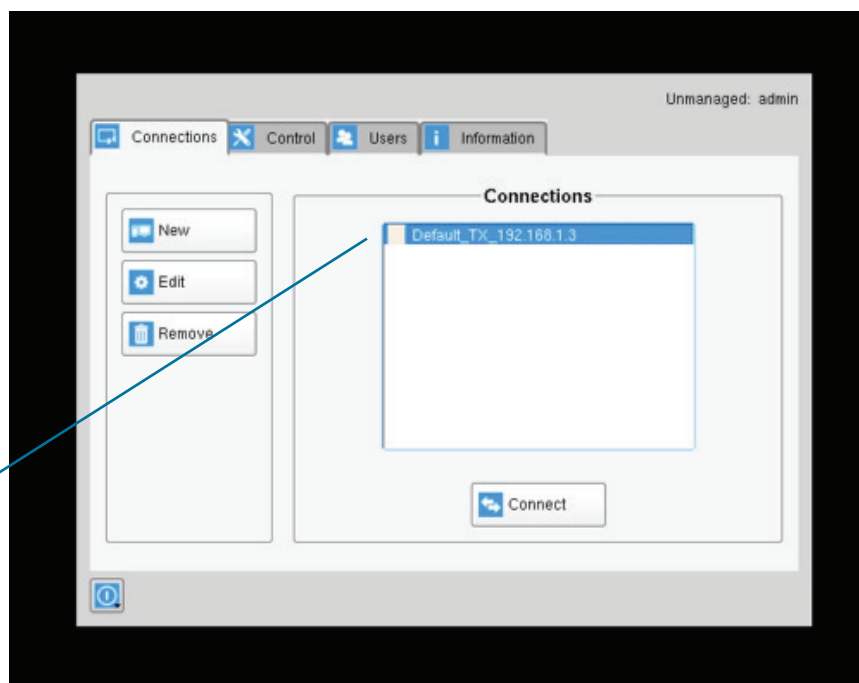 Unmanaged: admin
Connections Control Users Information
Connections
New
Default_TX_192.168.1.3
Edit
Remove
Connect